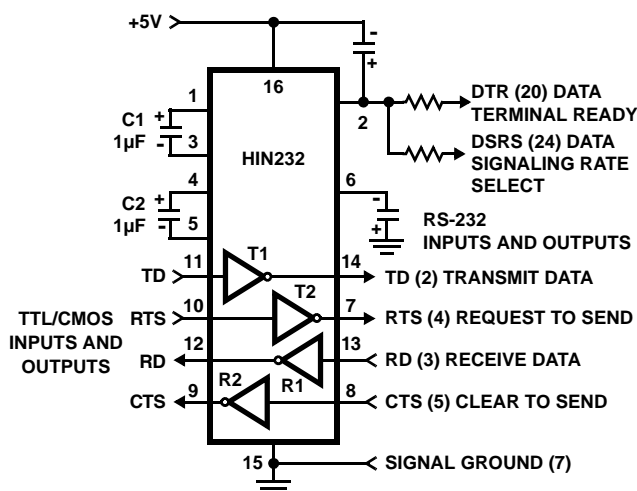 +5V
-
+
16
1
C1
+
1µF
-
3
HIN232
2
DTR (20) DATA
TERMINAL READY
DSRS (24) DATA
SIGNALING RATE
SELECT
4
C2
+
1µF
-
5
6
-
+
RS-232
INPUTS AND OUTPUTS
TD
11
T1
14
TD (2) TRANSMIT DATA
TTL/CMOS
INPUTS AND
OUTPUTS
RTS
10
T2
7
RTS (4) REQUEST TO SEND
RD
12
R1
13
RD (3) RECEIVE DATA
CTS
9
R2
8
CTS (5) CLEAR TO SEND
15
SIGNAL GROUND (7)